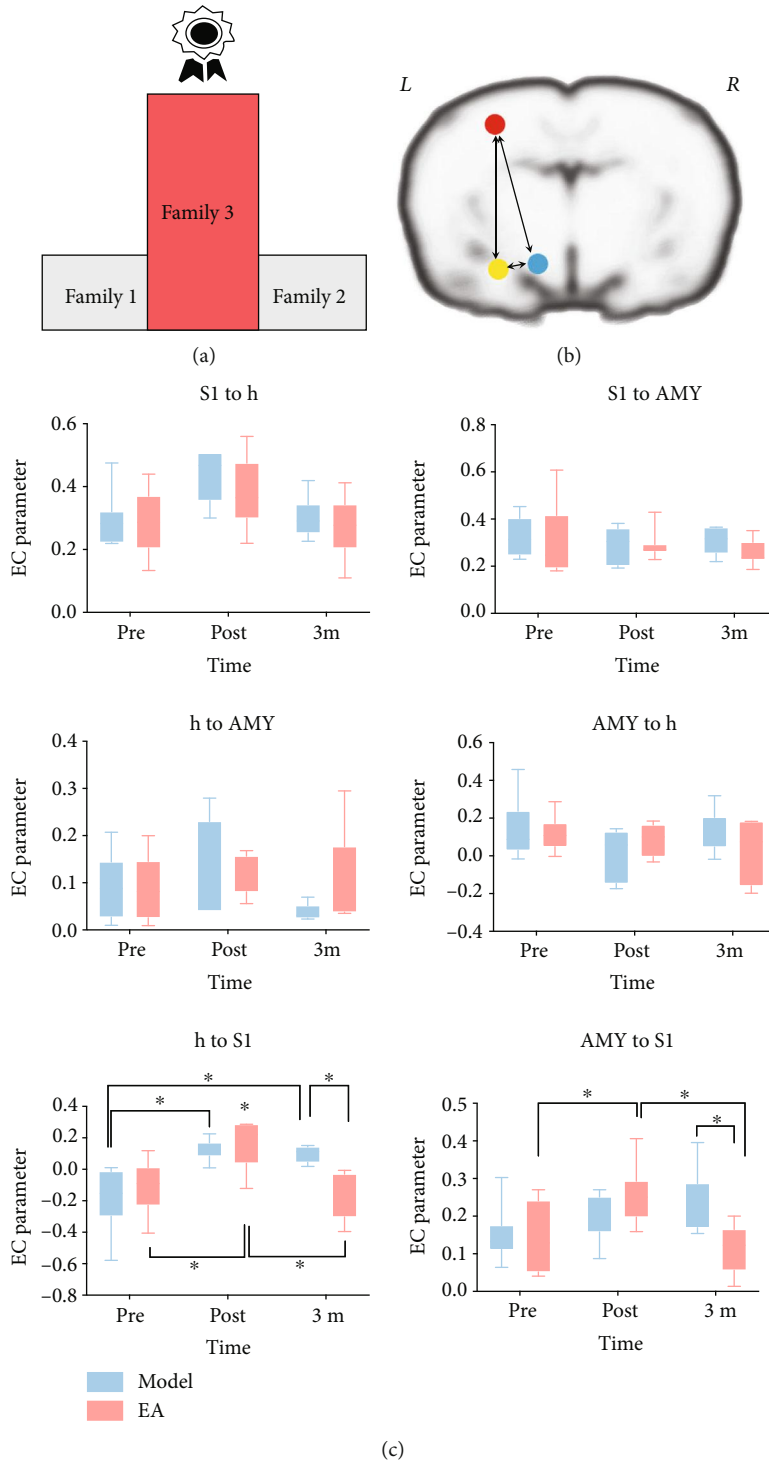 Family 3
Family 1
Family 2
(a)
L
R
(b)
S1 to h
EC parameter
0.6
0.4
0.2
0.0
Pre
Post
3m
Time
S1 to AMY
EC parameter
0.8
0.6
0.4
0.2
0.0
Pre
Post
3m
Time
h to AMY
EC parameter
0.4
0.3
0.2
0.1
0.0
Pre
Post
3m
Time
AMY to h
EC parameter
0.6
0.4
0.2
0.0
−0.2
−0.4
Pre
Post
3m
Time
h to S1
EC parameter
0.4
0.2
0.0
−0.2
−0.4
−0.6
−0.8
*
*
*
*
*
*
Pre
Post
3 m
Time
AMY to S1
EC parameter
0.5
0.4
0.3
0.2
0.1
0.0
*
*
*
Pre
Post
3 m
Time
Model
EA
(c)